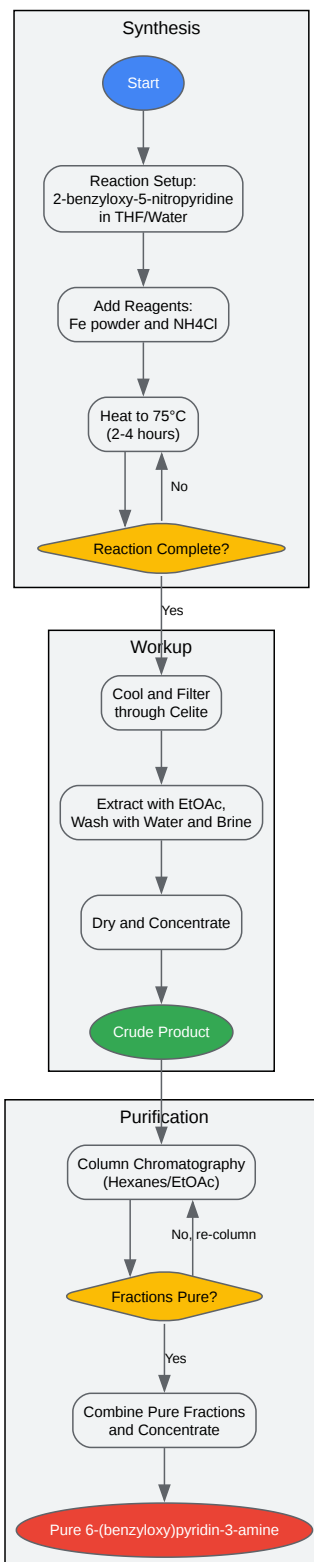 Synthesis
Start
Reaction Setup:
2-benzyloxy-5-nitropyridine
in THF/Water
Add Reagents:
Fe powder and NH4Cl
Heat to 75°C
(2-4 hours)
No
Reaction Complete?
Yes
Workup
Cool and Filter
through Celite
Extract with EtOAc,
Wash with Water and Brine
Dry and Concentrate
Crude Product
Purification
Column Chromatography
(Hexanes/EtOAc)
No, re-column
Fractions Pure?
Yes
Combine Pure Fractions
and Concentrate
Pure 6-(benzyloxy)pyridin-3-amine